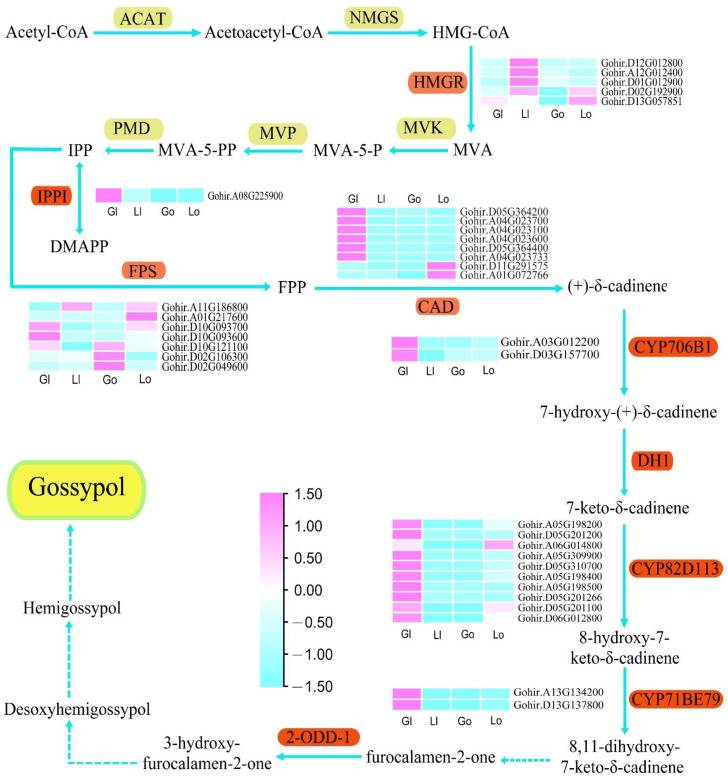 ACAT
NMGS
Acetyl-CoA
Acetoacetyl-CoA
HMG-CoA
HMGR
Gohir.D12G012800
Gohir.A12G012400
Gohir.D01G012900
Gohir.D02G192900
Gohir.D13G057851
Gl Ll Go Lo
PMD
MVP
MVK
IPP
MVA-5-PP
MVA-5-P
MVA
IPPI
Gohir.A08G225900
Gl Ll Go Lo
DMAPP
Gl Ll Go Lo
Gohir.D05G364200
Gohir.A04G023700
Gohir.A04G023100
Gohir.A04G023600
Gohir.D05G364400
Gohir.A04G023733
Gohir.D11G291575
Gohir.A01G072766
FPS
FPP
CAD
(+)-δ-cadinene
Gohir.A11G186800
Gohir.A01G217600
Gohir.D10G093700
Gohir.D10G093600
Gohir.D10G121100
Gohir.D02G106300
Gohir.D02G049600
Gl Ll Go Lo
Gohir.A03G012200
Gohir.D03G157700
Gl Ll Go Lo
CYP706B1
7-hydroxy-(+)-δ-cadinene
DH1
7-keto-δ-cadinene
Gossypol
1.50
1.00
0.50
0.00
−0.50
−1.00
−1.50
Gohir.A05G198200
Gohir.D05G201200
Gohir.A06G014800
Gohir.A05G309900
Gohir.D05G310700
Gohir.A05G198400
Gohir.A05G198500
Gohir.D05G201266
Gohir.D05G201100
Gohir.D06G012800
Gl Ll Go Lo
CYP82D113
Hemigossypol
8-hydroxy-7-
keto-δ-cadinene
Gohir.A13G134200
Gohir.D13G137800
Gl Ll Go Lo
CYP71BE79
Desoxyhemigossypol
3-hydroxy-
furocalamen-2-one
2-ODD-1
furocalamen-2-one
8,11-dihydroxy-
7-keto-δ-cadinene